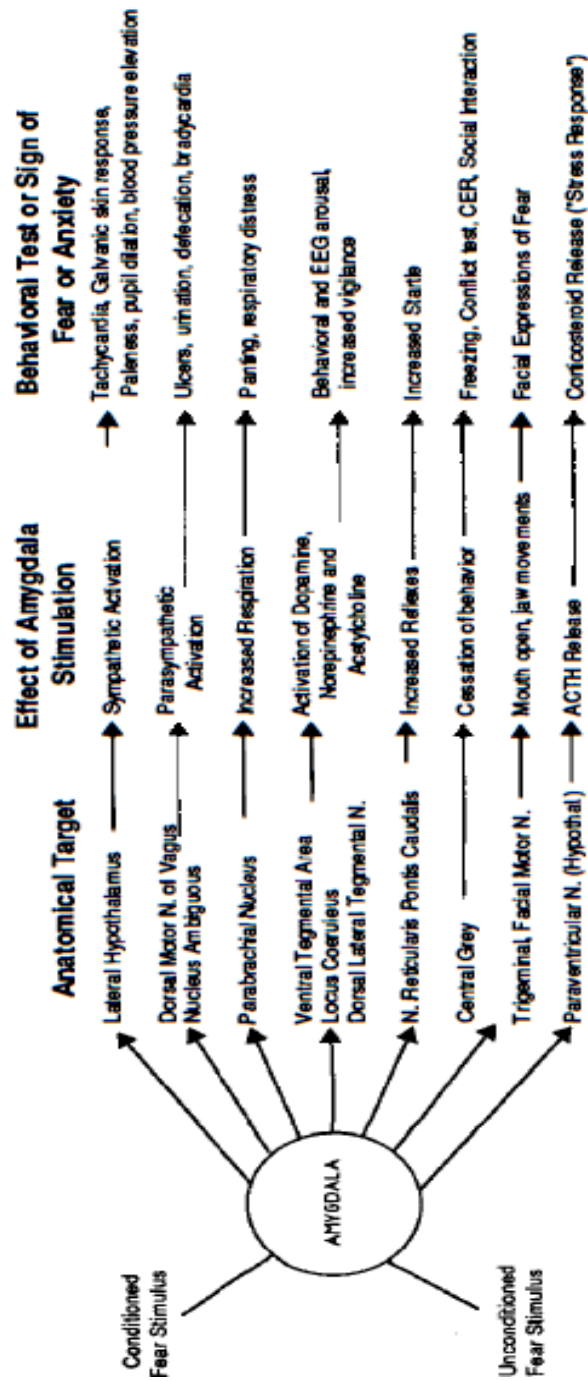 Conditioned
Fear Stimulus
Unconditioned
Fear Stimulus
AMYGDALA
Anatomical Target
Effect of Amygdala
Stimulation
Behavioral Test or Sign of
Fear or Anxiety
Lateral Hypothalamus
Sympathetic Activation
Tachycardia, Galvanic skin response,
Paleness, pupil dilation, blood pressure elevation
Dorsal Motor N. of Vagus
Nucleus Ambiguous
Parasympathetic
Activation
Ulcers, urination, defecation, bradycardia
Parabrachial Nucleus
Increased Respiration
Panting, respiratory distress
Ventral Tegmental Area
Locus Coeruleus
Dorsal Lateral Tegmental N.
Activation of Dopamine,
Norepinephrine and
Acetylcholine
Behavioral and EEG arousal,
increased vigilance
N. Reticularis Pontis Caudalis
Increased Reflexes
Increased Startle
Central Grey
Cessation of behavior
Freezing, Conflict test, CER, Social Interaction
Trigeminal, Facial Motor N.
Mouth open, jaw movements
Facial Expressions of Fear
Paraventricular N. (Hypothal)
ACTH Release
Corticosteroid Release ("Stress Response")